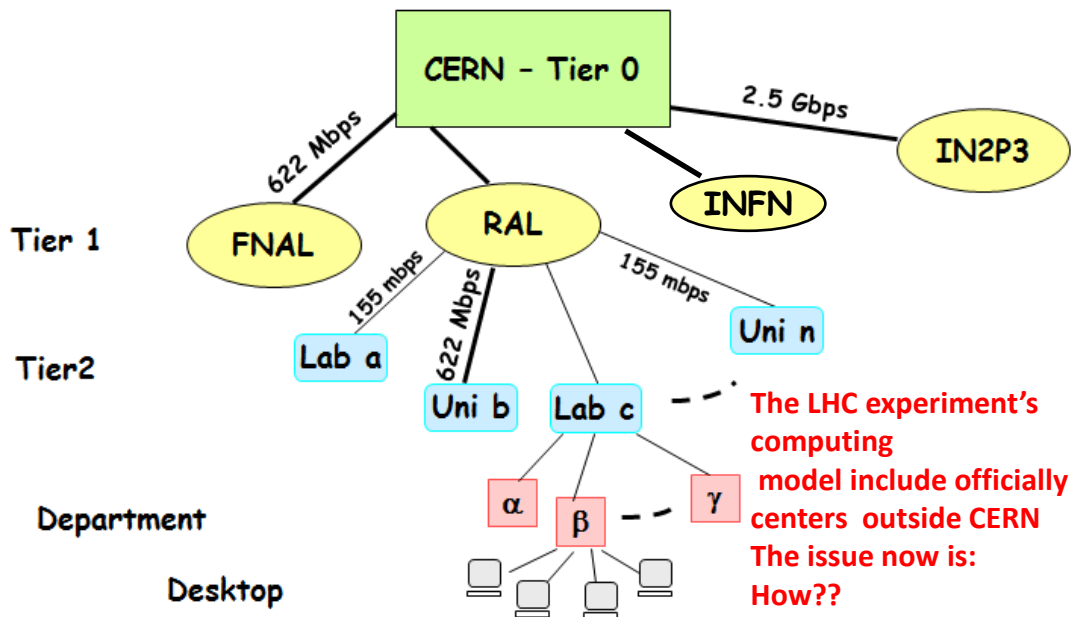 CERN – Tier 0
2.5 Gbps
622 Mbps
IN2P3
INFN
RAL
FNAL
Tier 1
155 mbps
155 mbps
622 Mbps
Uni n
Lab a
Tier2
Uni b
Lab c
The LHC experiment’s
computing
model include officially
centers outside CERN
The issue now is:
How??
α
β
γ
Department
Desktop